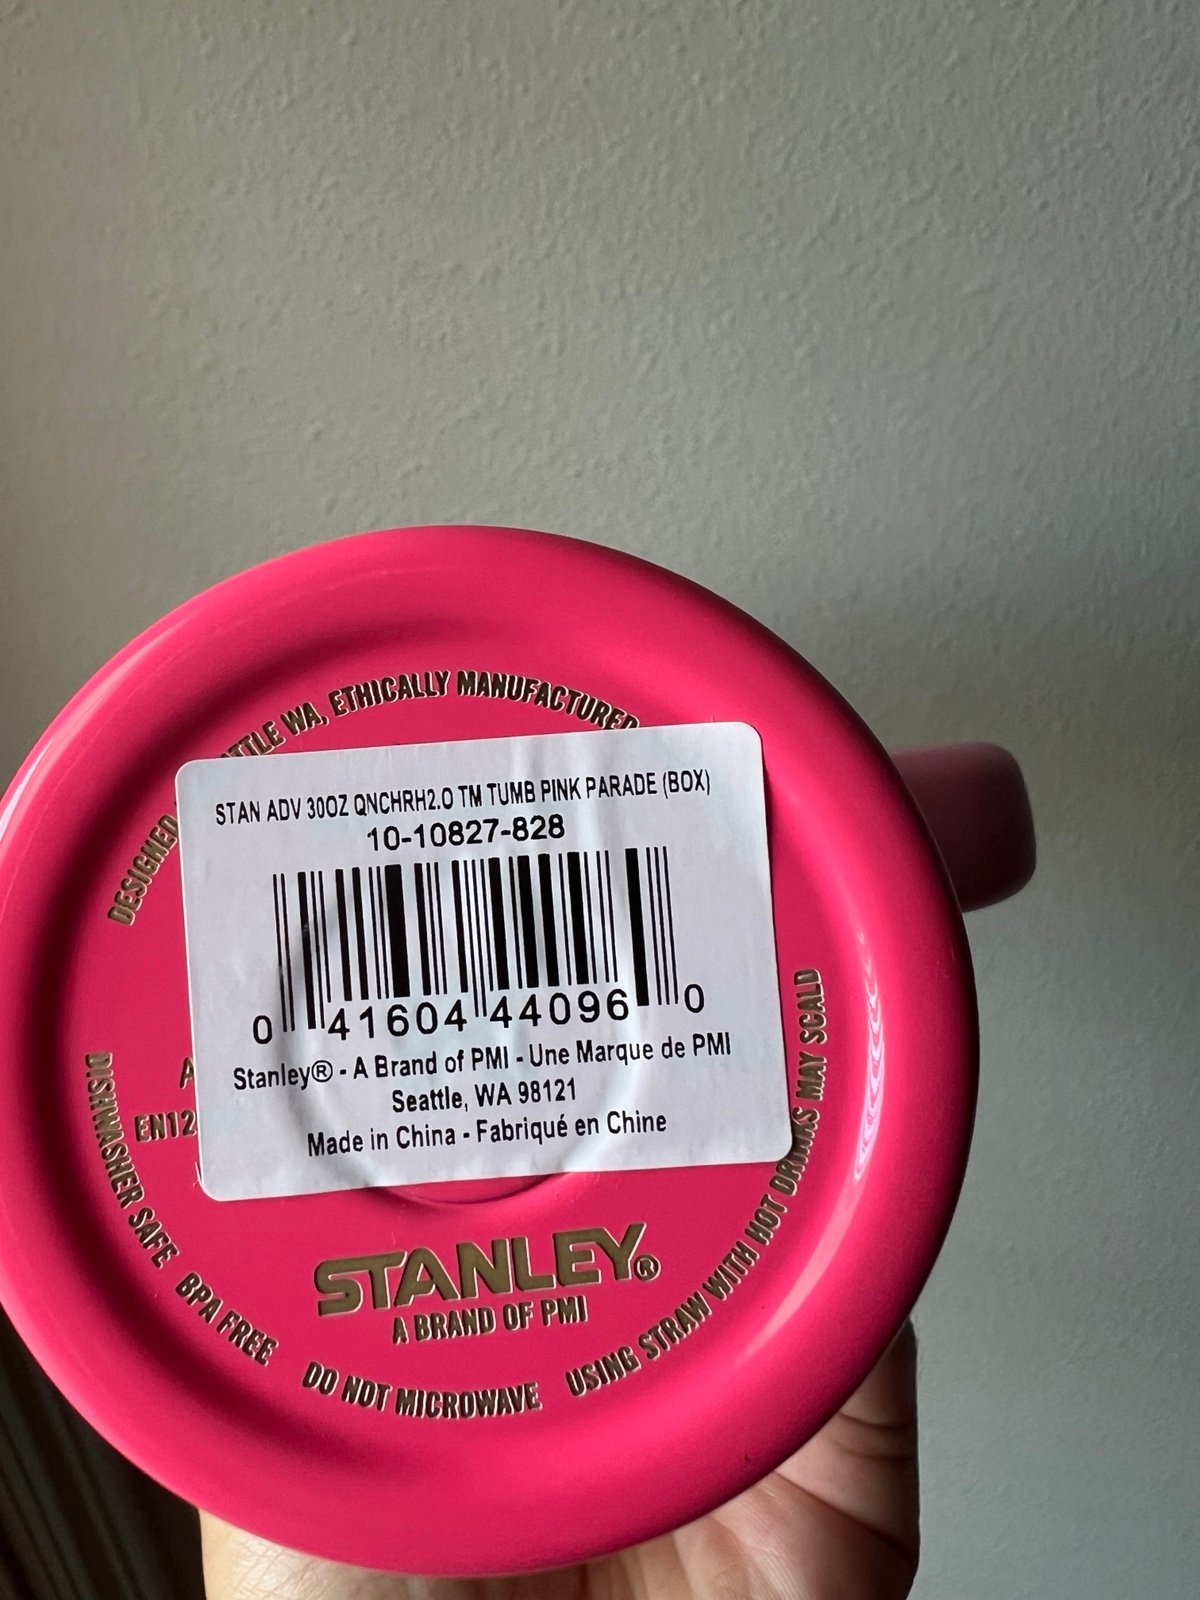 DESIGNED
TTLE WA, ETHICALLY MANUFACTURED
STAN ADV 30OZ QNCHRH2.O TM TUMB PINK PARADE (BOX)
10-10827-828
0 41604 44096 0
Stanley® - A Brand of PMI - Une Marque de PMI
Seattle, WA 98121
Made in China - Fabriqué en Chine
A
EN12
STANLEY®
A BRAND OF PMI
DISHWASHER SAFE BPA FREE DO NOT MICROWAVE USING STRAW WITH HOT DRINKS MAY SCALD